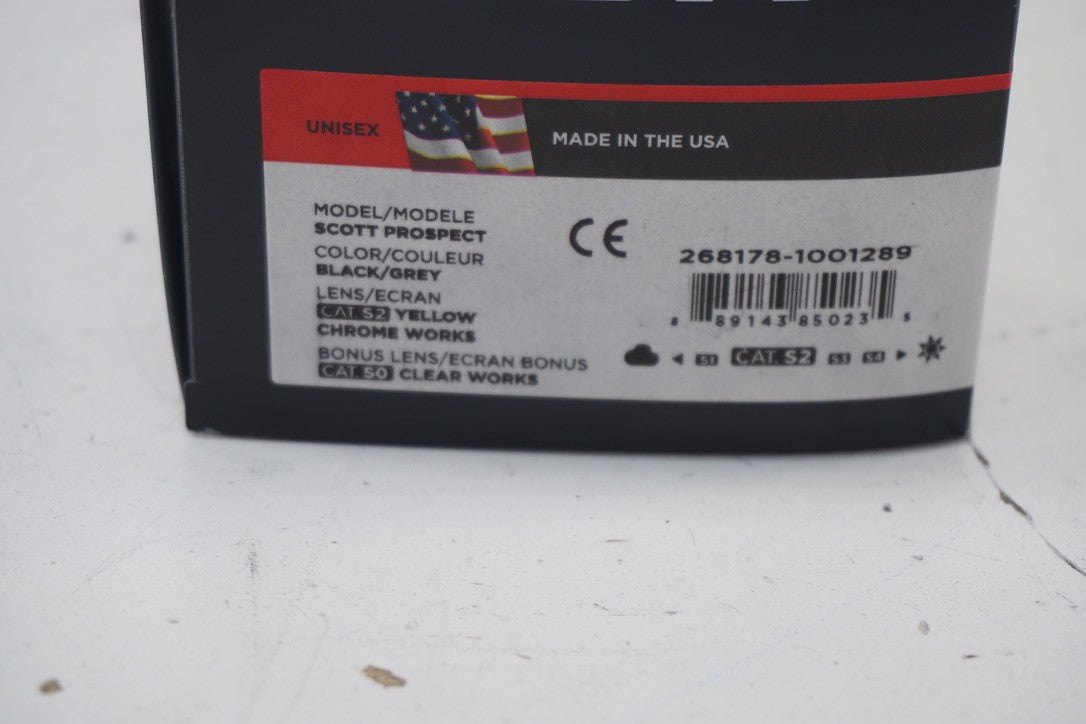 UNISEX
MADE IN THE USA
MODEL/MODELE
SCOTT PROSPECT
COLOR/COULEUR
BLACK/GREY
LENS/ECRAN
CAT. S2 YELLOW
CHROME WORKS
BONUS LENS/ECRAN BONUS
CAT. S0 CLEAR WORKS
CE
268178-1001289
8 89143 85023 5
S1 CAT. S2 S3 S4